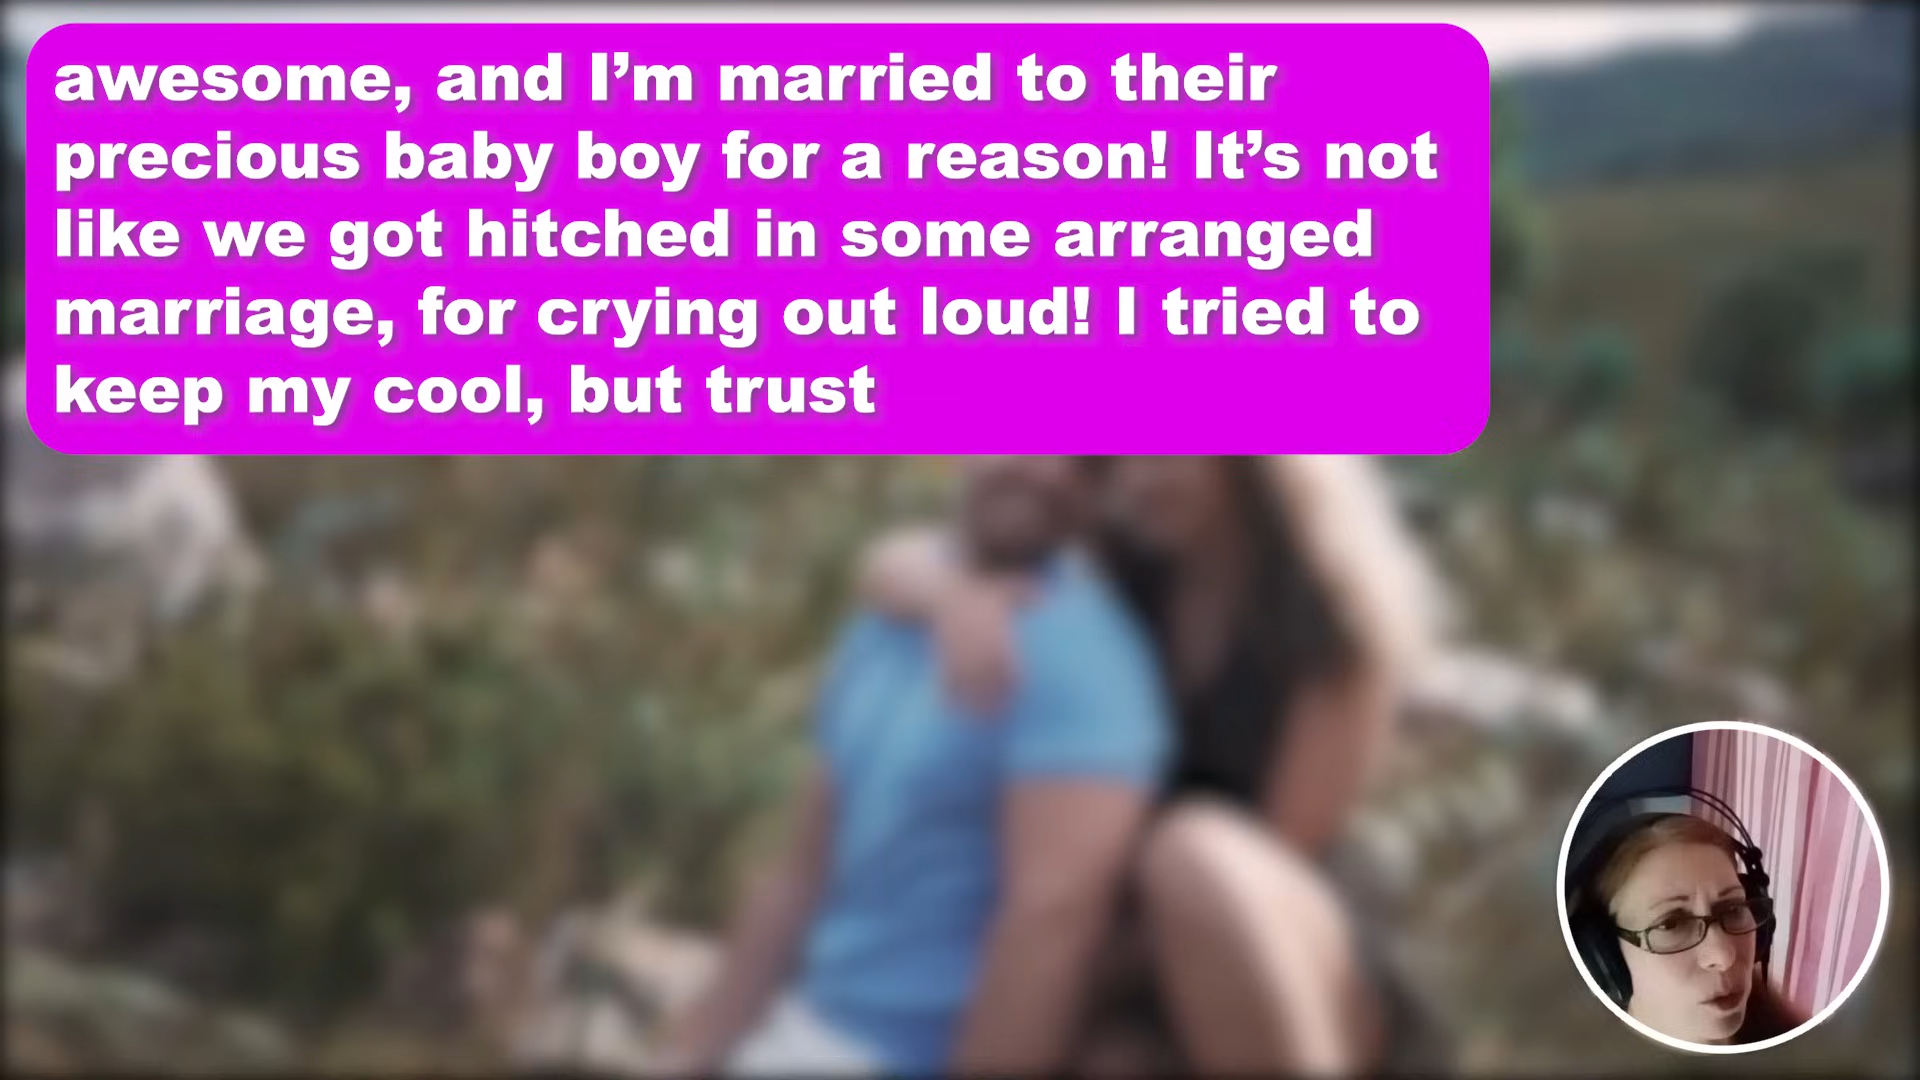 awesome, and I’m married to their
precious baby boy for a reason! It’s not
like we got hitched in some arranged
marriage, for crying out loud! I tried to
keep my cool, but trust